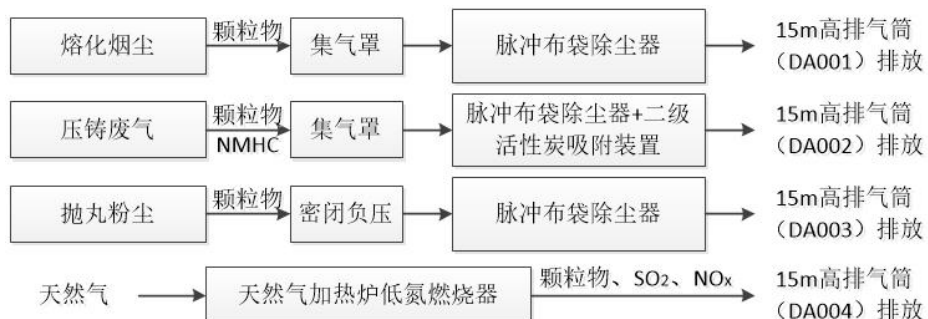 熔化烟尘 颗粒物 集气罩 脉冲布袋除尘器 15m高排气筒
（DA001）排放
压铸废气 颗粒物 NMHC 集气罩 脉冲布袋除尘器+二级
活性炭吸附装置
15m高排气筒
（DA002）排放
抛丸粉尘 颗粒物 密闭负压 脉冲布袋除尘器 15m高排气筒
（DA003）排放
天然气 天然气加热炉低氮燃烧器 颗粒物、SO₂、NOₓ 15m高排气筒
（DA004）排放